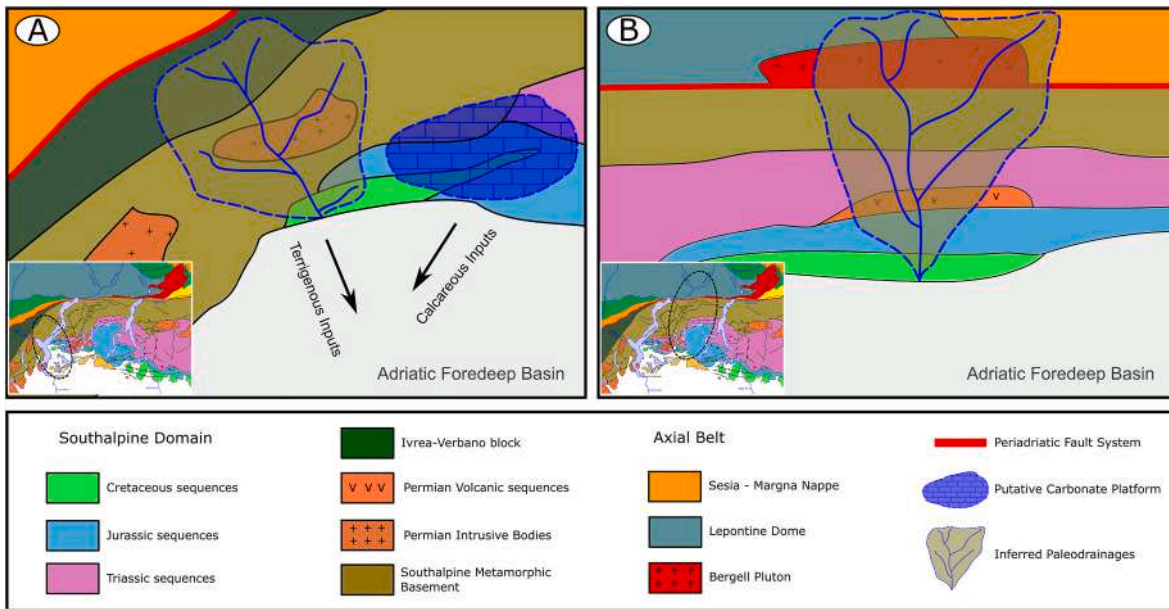 A
B
Terrigenous Inputs
Calcareous Inputs
Adriatic Foredeep Basin
v v v
Adriatic Foredeep Basin
Southalpine Domain
Cretaceous sequences
Jurassic sequences
Triassic sequences
Ivrea-Verbano block
v v v
Permian Volcanic sequences
Permian Intrusive Bodies
Southalpine Metamorphic
Basement
Axial Belt
Sesia - Margna Nappe
Lepontine Dome
Bergell Pluton
Periadriatic Fault System
Putative Carbonate Platform
Inferred Paleodrainages